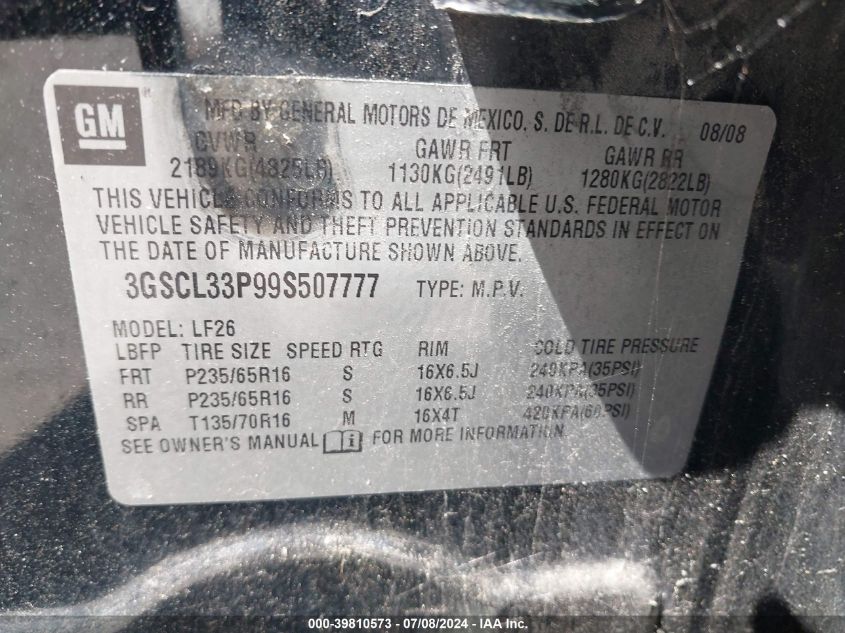 GM ® MFD BY GENERAL MOTORS DE MEXICO, S. DE R.L. DE C.V. 08/08
GVWR GAWR FRT GAWR RR
2189KG(4825LB) 1130KG(2491LB) 1280KG(2822LB)
THIS VEHICLE CONFORMS TO ALL APPLICABLE U.S. FEDERAL MOTOR
VEHICLE SAFETY AND THEFT PREVENTION STANDARDS IN EFFECT ON
THE DATE OF MANUFACTURE SHOWN ABOVE.
3GSCL33P99S507777 TYPE: M.P.V.
MODEL: LF26
LBFP TIRE SIZE SPEED RTG RIM COLD TIRE PRESSURE
FRT P235/65R16 S 16X6.5J 240KPA(35PSI)
RR P235/65R16 S 16X6.5J 240KPA(35PSI)
SPA T135/70R16 M 16X4T 420KPA(60PSI)
SEE OWNER'S MANUAL i FOR MORE INFORMATION.
000-39810573 - 07/08/2024 - IAA Inc.